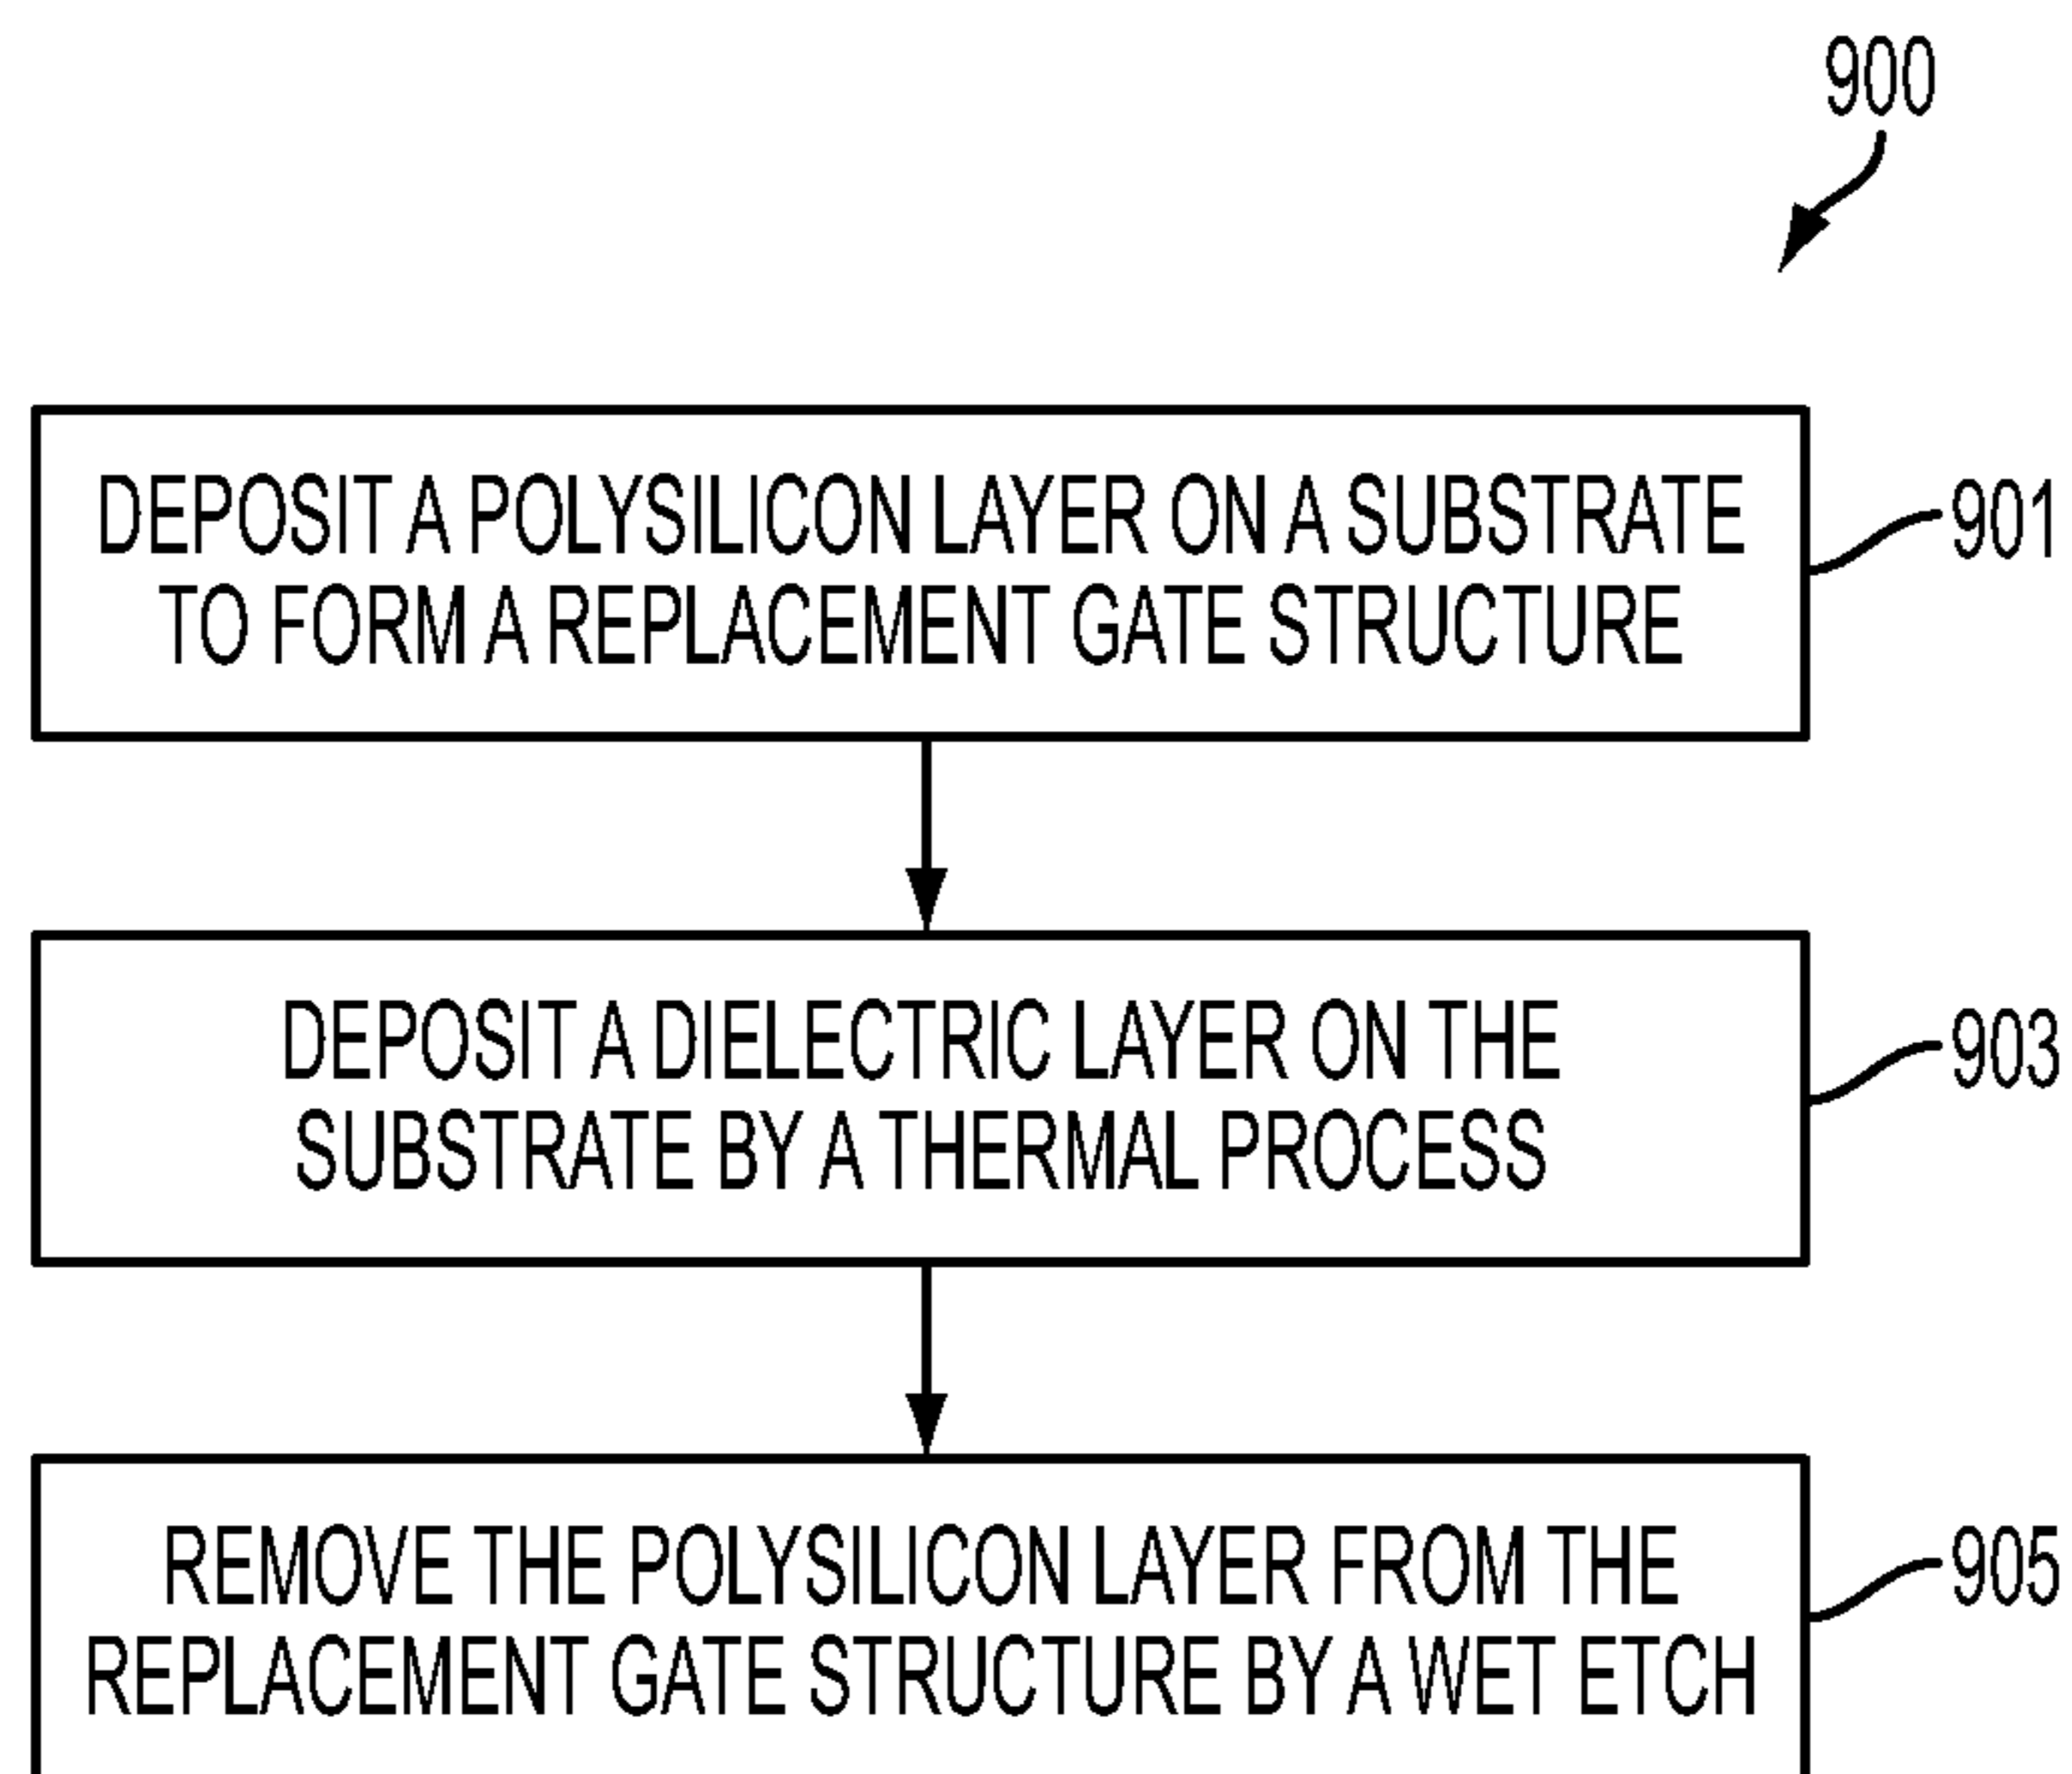 900
DEPOSIT A POLYSILICON LAYER ON A SUBSTRATE
TO FORM A REPLACEMENT GATE STRUCTURE
901
DEPOSIT A DIELECTRIC LAYER ON THE
SUBSTRATE BY A THERMAL PROCESS
903
REMOVE THE POLYSILICON LAYER FROM THE
REPLACEMENT GATE STRUCTURE BY A WET ETCH
905